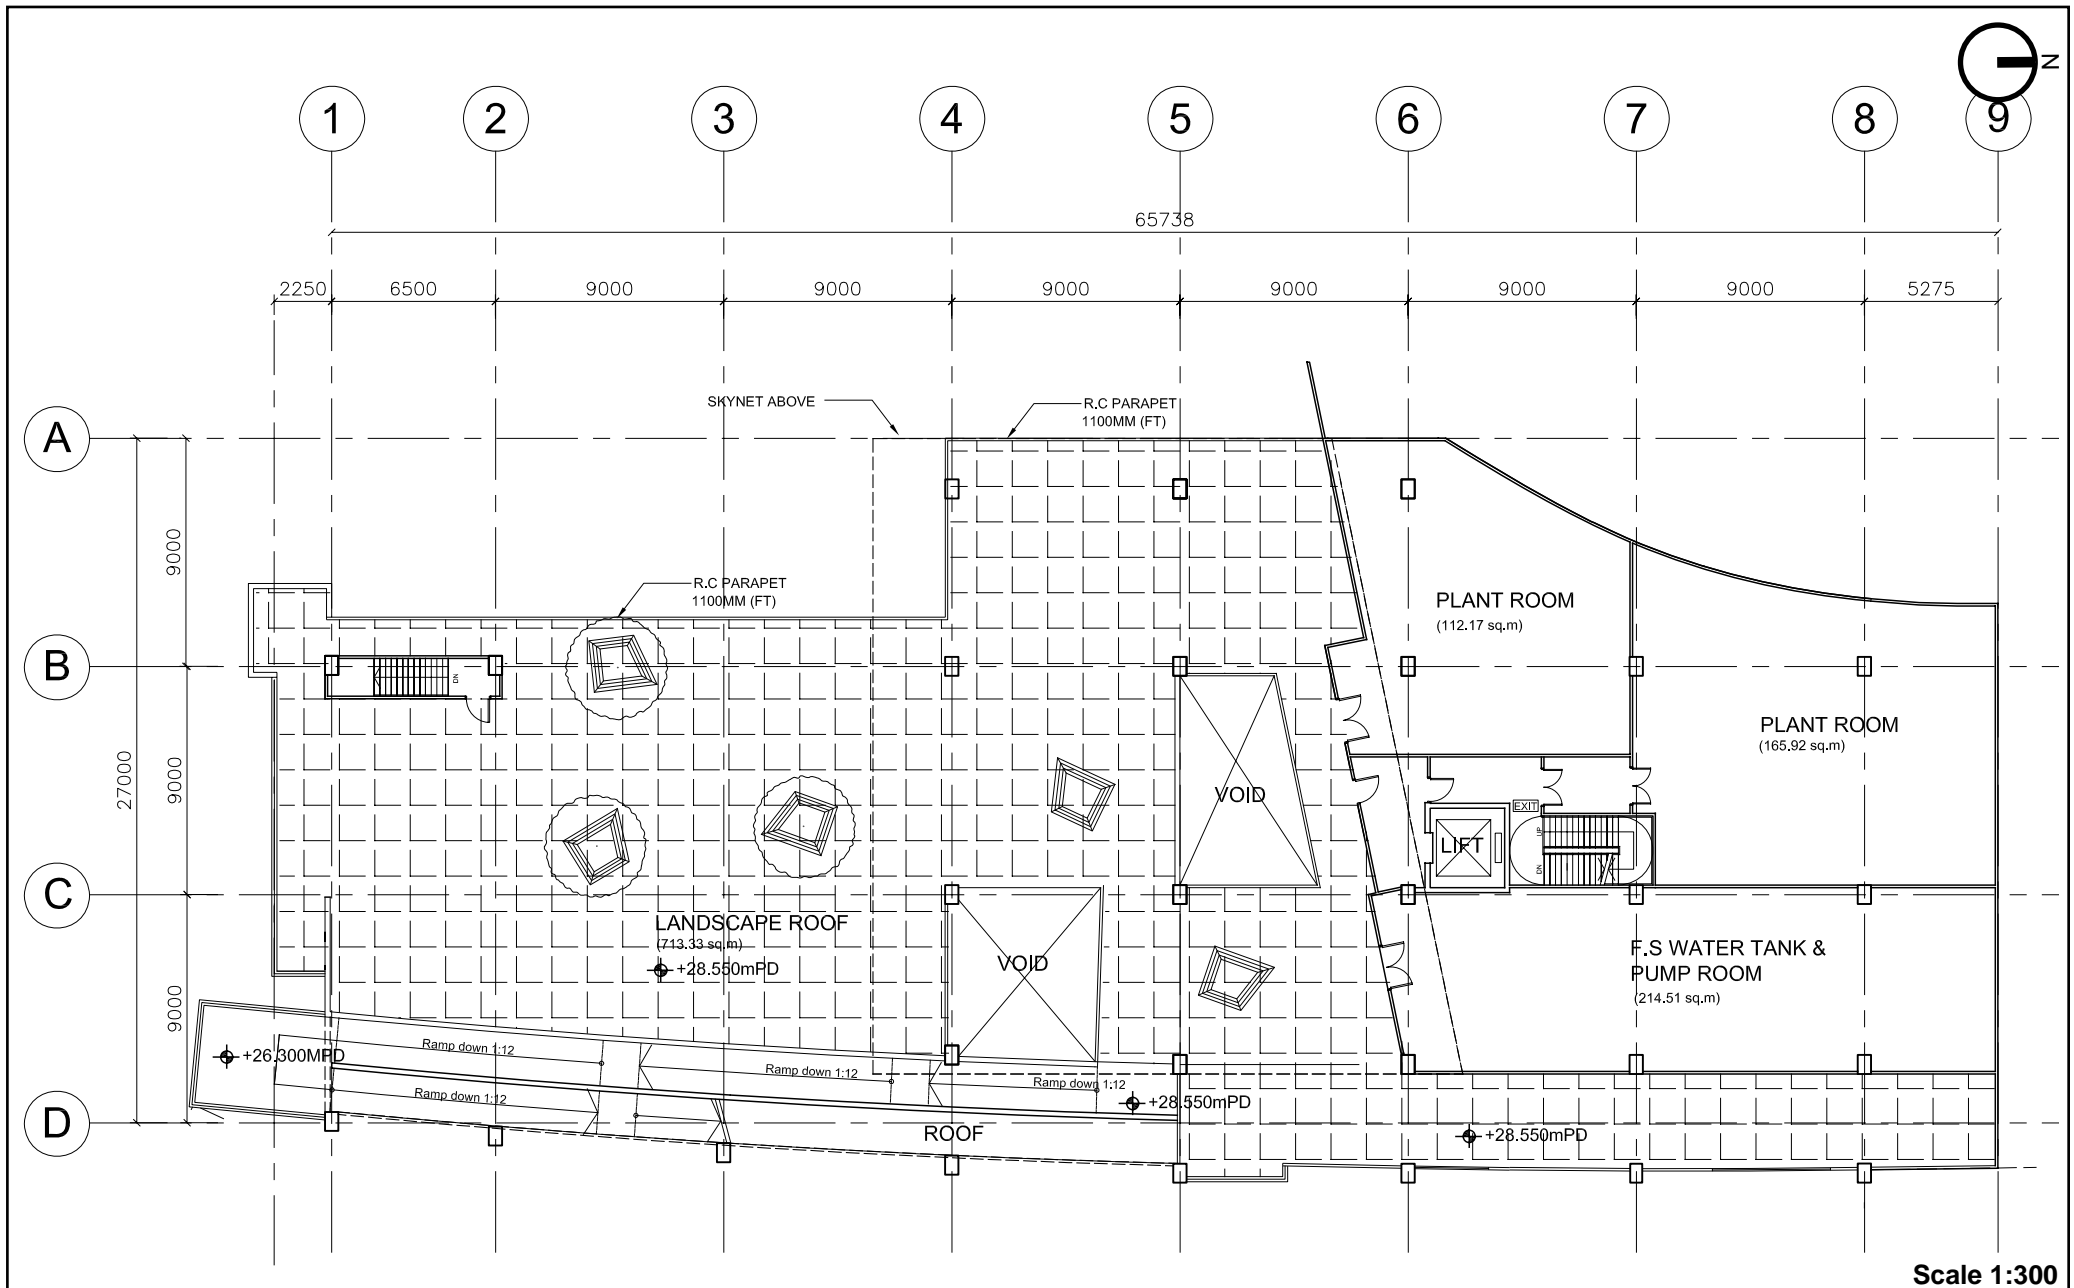 N
1
2
3
4
5
6
7
8
9
65738
2250
6500
9000
9000
9000
9000
9000
9000
5275
SKYNET ABOVE
R.C PARAPET
1100MM (FT)
A
9000
R.C PARAPET
1100MM (FT)
PLANT ROOM
(112.17 sq.m)
B
DN
PLANT ROOM
(165.92 sq.m)
27000
9000
VOID
EXIT
UP
LIFT
DN
C
LANDSCAPE ROOF
(713.33 sq.m)
+28.550mPD
VOID
F.S WATER TANK &
PUMP ROOM
(214.51 sq.m)
9000
+26.300MPD
Ramp down 1:12
Ramp down 1:12
Ramp down 1:12
Ramp down 1:12
+28.550mPD
D
ROOF
+28.550mPD
Scale 1:300